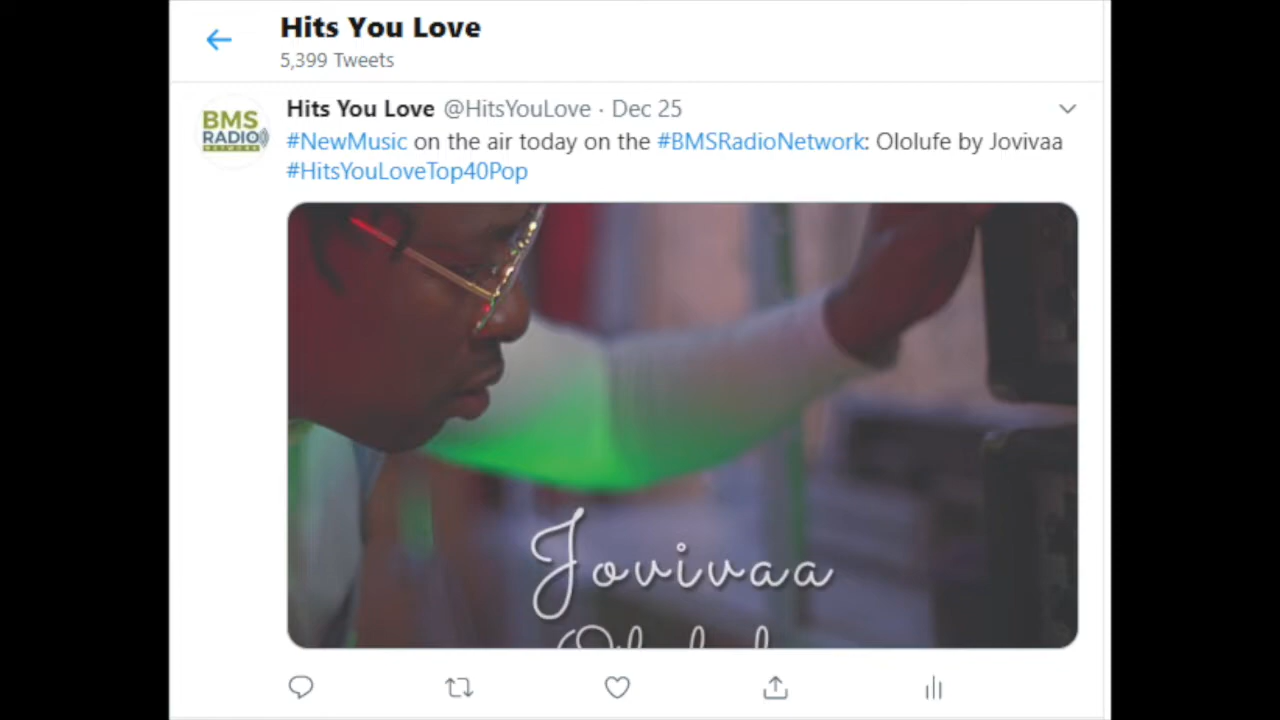 Hits You Love
5,399 Tweets
BMS
RADIO
NETWORK
Hits You Love @HitsYouLove · Dec 25
#NewMusic on the air today on the #BMSRadioNetwork: Ololufe by Jovivaa
#HitsYouLoveTop40Pop
Jovivaa